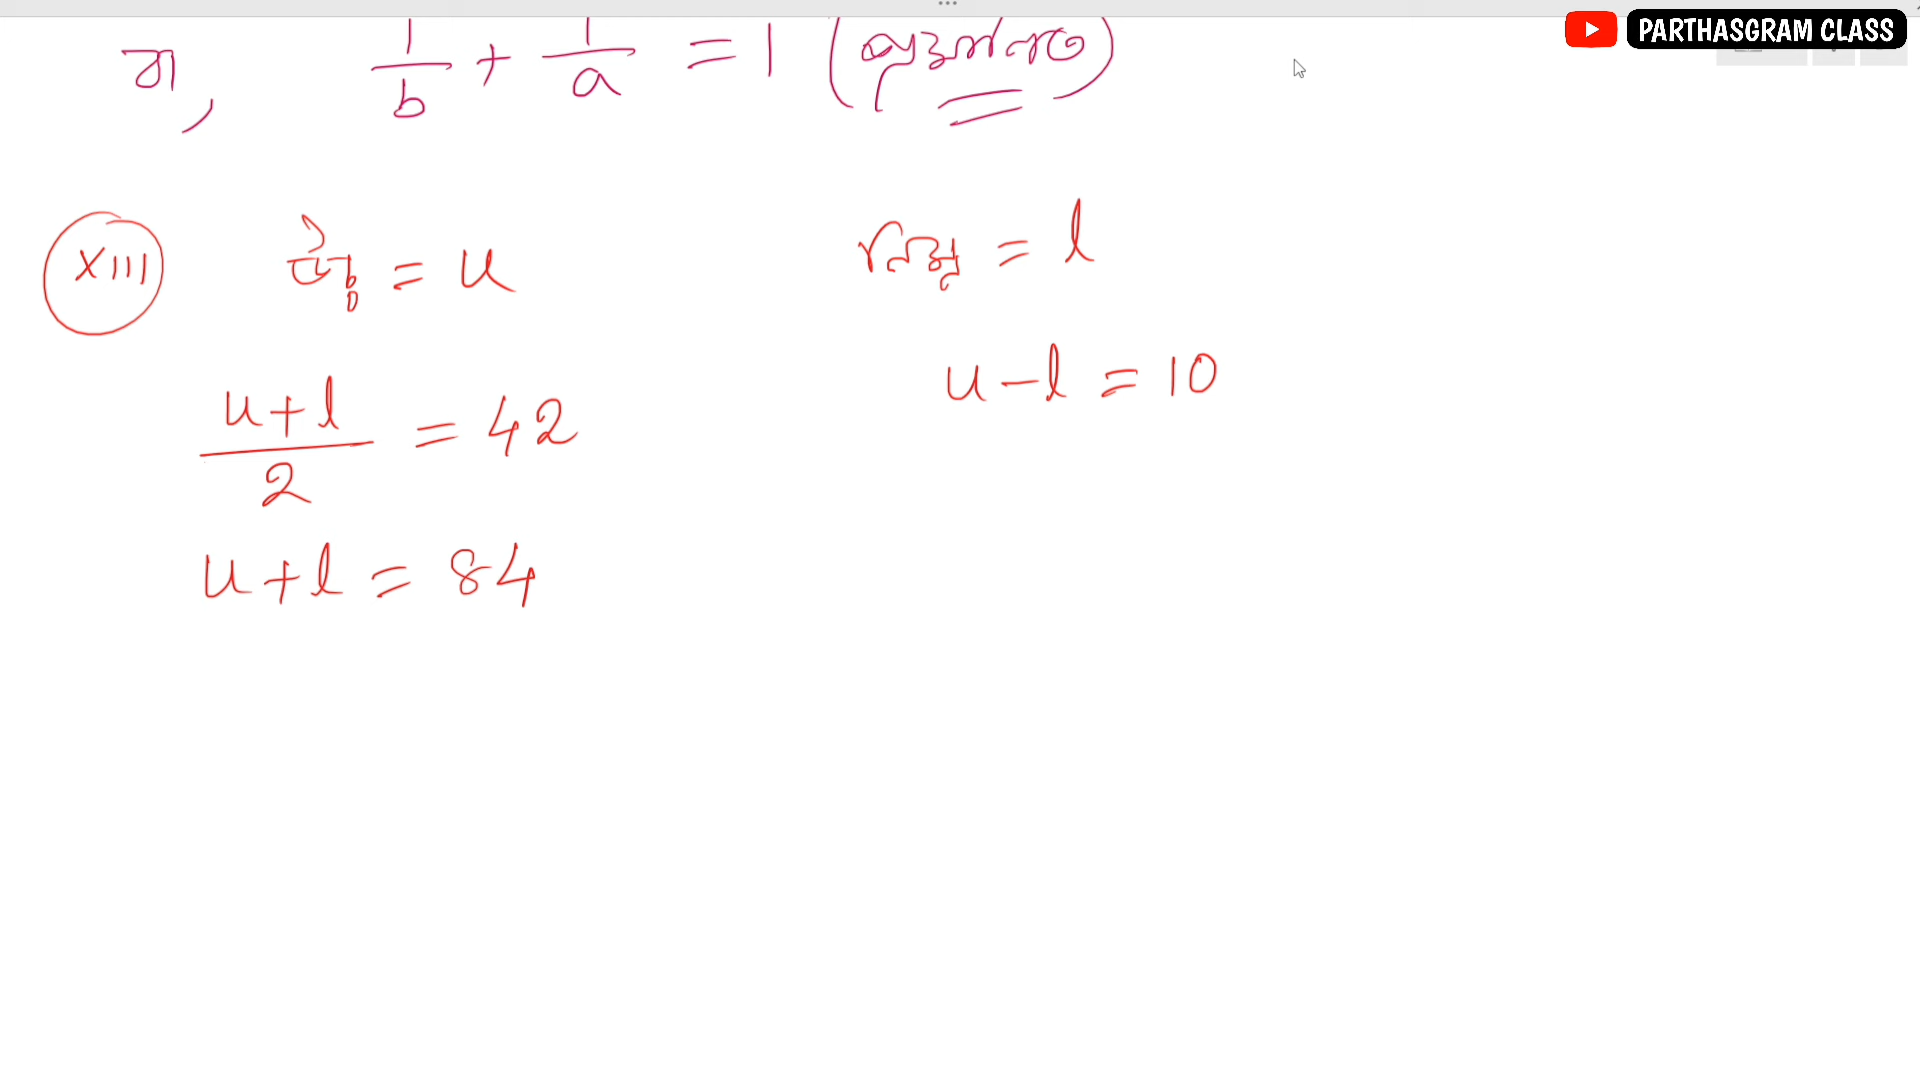 PARTHASGRAM CLASS
বা, 1/b + 1/a = 1 (প্রমাণিত)
XIII ঊর্ধ্ব = u নিম্ন = l
(u+l)/2 = 42 u-l = 10
u+l = 84